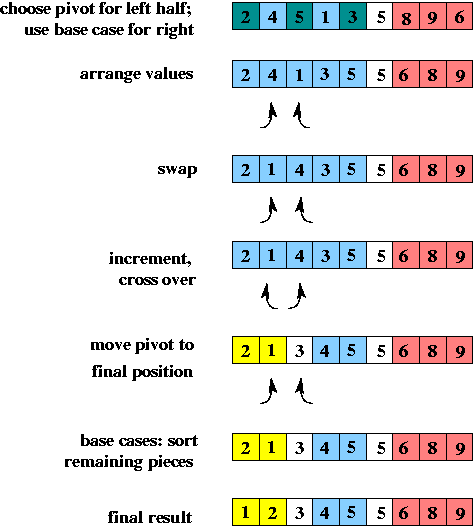 choose pivot for left half;
use base case for right
2 4 5 1 3 5 8 9 6
arrange values
2 4 1 3 5 5 6 8 9
swap
2 1 4 3 5 5 6 8 9
increment,
cross over
2 1 4 3 5 5 6 8 9
move pivot to
final position
2 1 3 4 5 5 6 8 9
base cases: sort
remaining pieces
2 1 3 4 5 5 6 8 9
final result
1 2 3 4 5 5 6 8 9